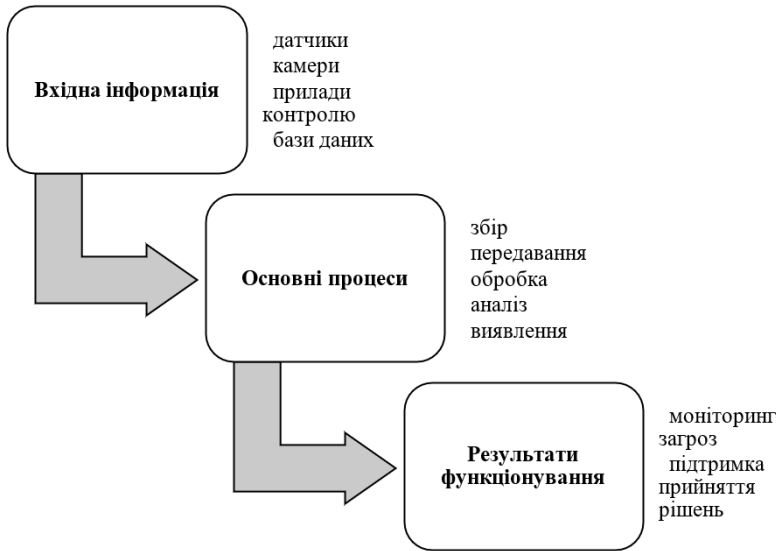 Вхідна інформація
датчики
камери
прилади
контролю
бази даних
Основні процеси
збір
передавання
обробка
аналіз
виявлення
Результати
функціонування
моніторинг
загроз
підтримка
прийняття
рішень